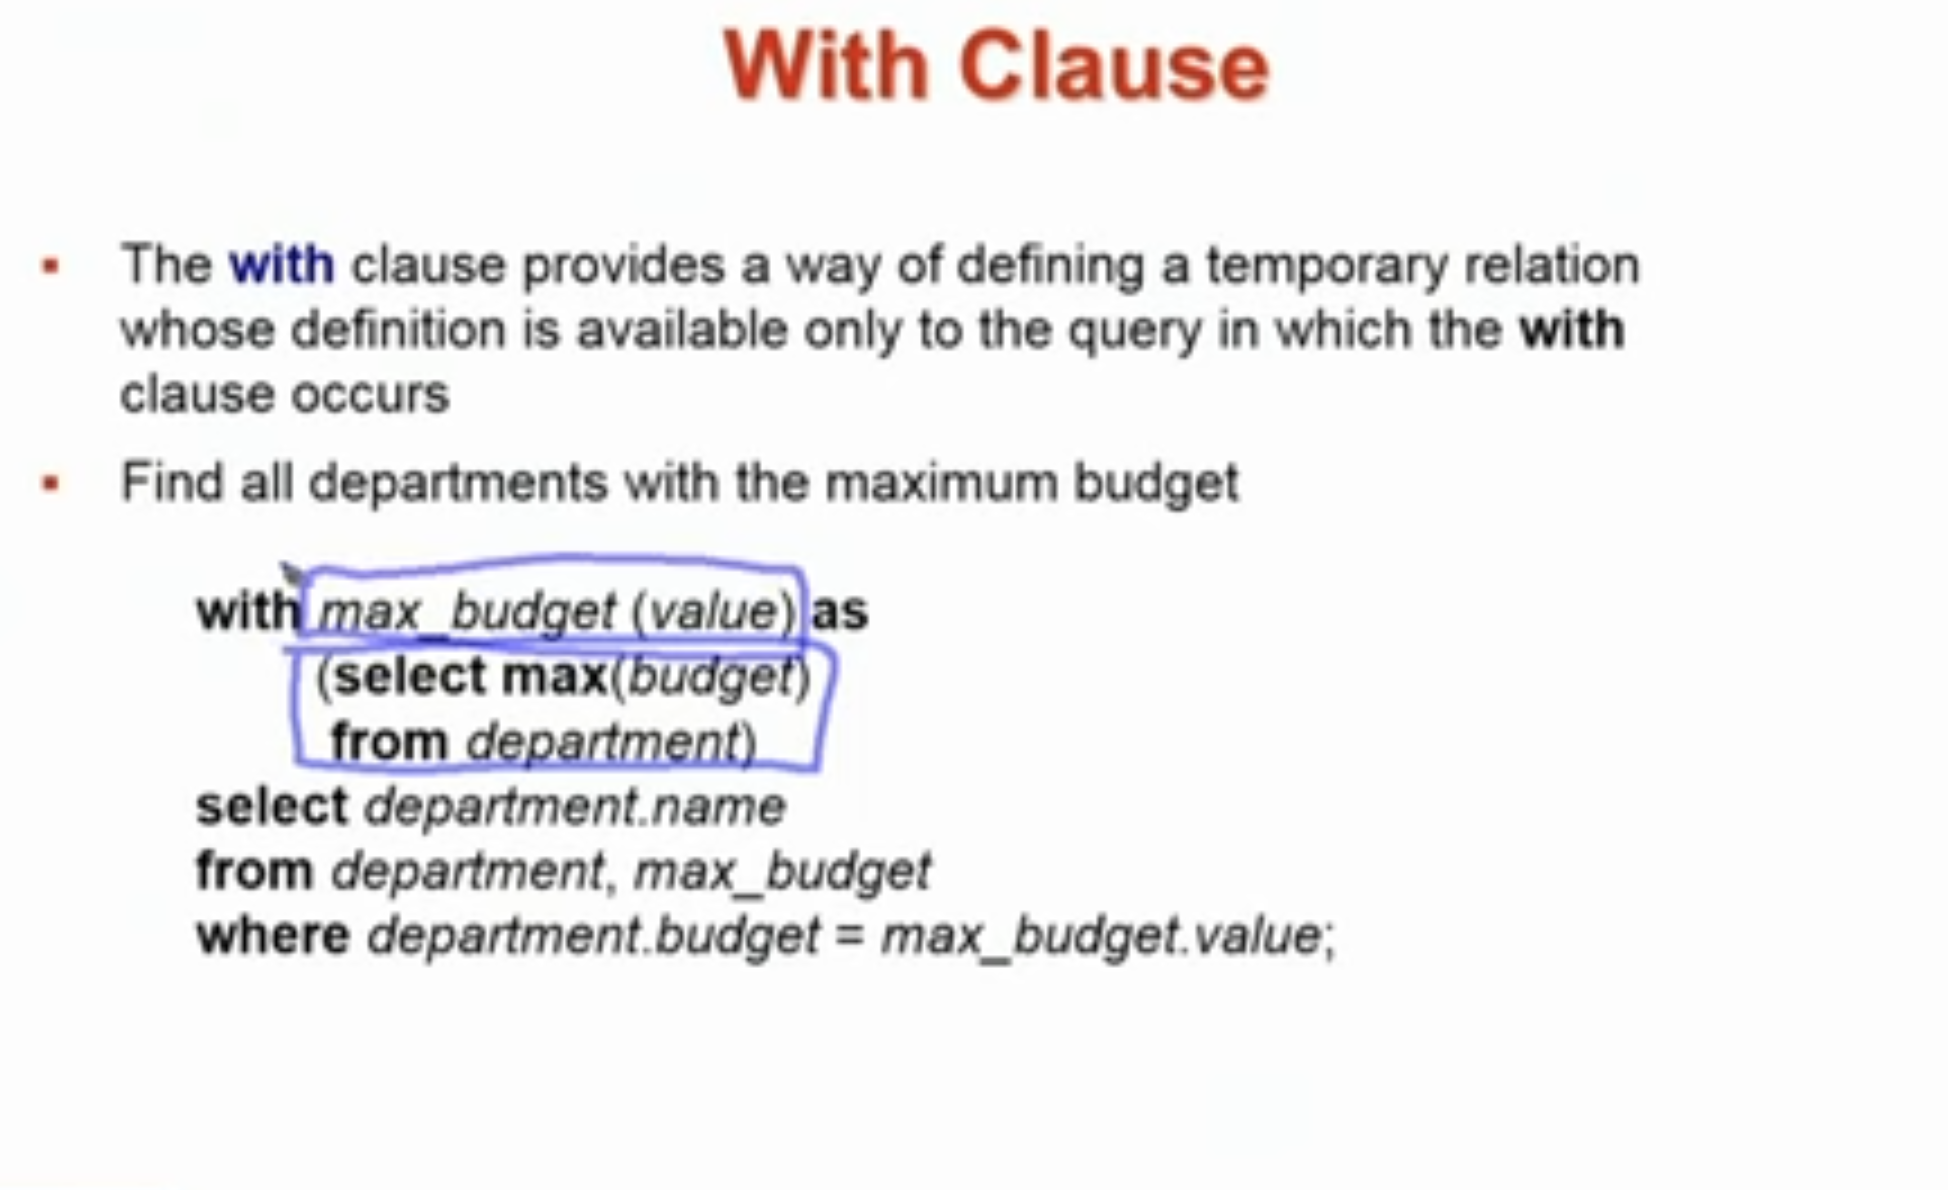 With Clause
The with clause provides a way of defining a temporary relation
whose definition is available only to the query in which the with
clause occurs
Find all departments with the maximum budget
with max_budget (value) as
(select max(budget)
from department)
select department.name
from department, max_budget
where department.budget = max_budget.value;